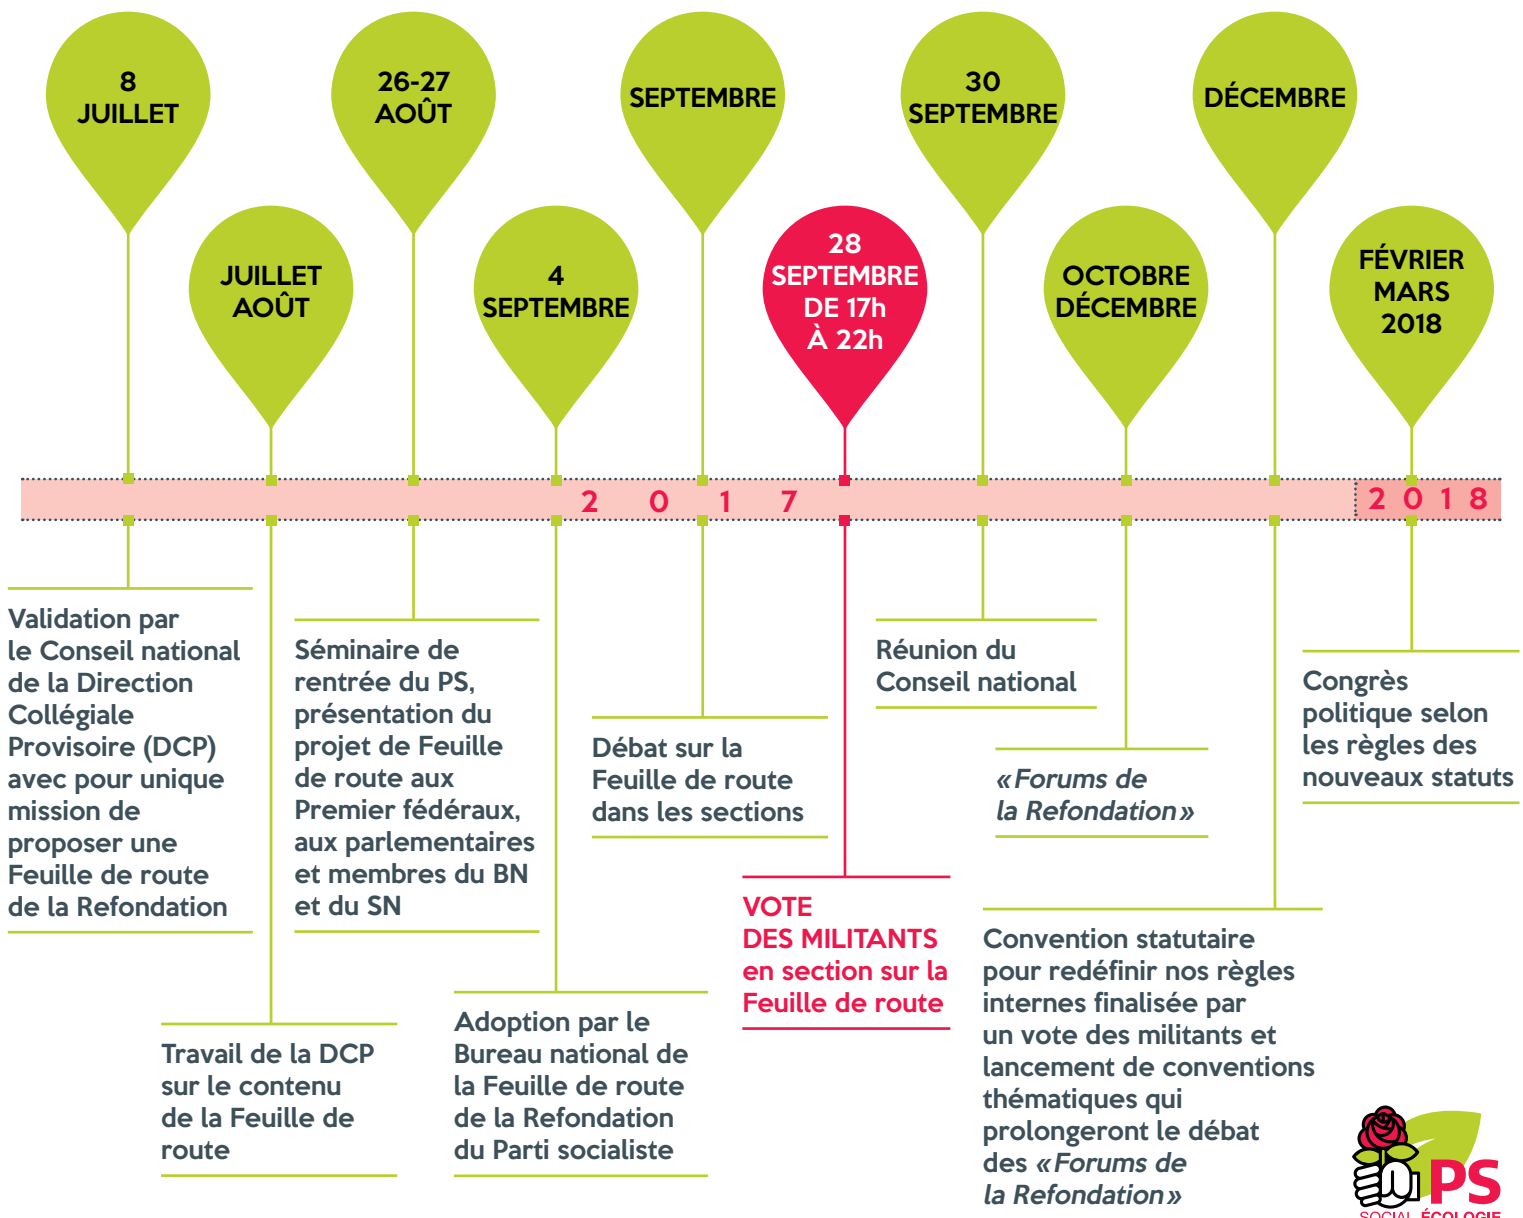 8
JUILLET
26-27
AOÛT
SEPTEMBRE
30
SEPTEMBRE
DÉCEMBRE
JUILLET
AOÛT
4
SEPTEMBRE
28
SEPTEMBRE
DE 17h
À 22h
OCTOBRE
DÉCEMBRE
FÉVRIER
MARS
2018
2 0 1 7
2 0 1 8
Validation par
le Conseil national
de la Direction
Collégiale
Provisoire (DCP)
avec pour unique
mission de
proposer une
Feuille de route
de la Refondation
Travail de la DCP
sur le contenu
de la Feuille de
route
Séminaire de
rentrée du PS,
présentation du
projet de Feuille
de route aux
Premier fédéraux,
aux parlementaires
et membres du BN
et du SN
Adoption par le
Bureau national de
la Feuille de route
de la Refondation
du Parti socialiste
Débat sur la
Feuille de route
dans les sections
VOTE
DES MILITANTS
en section sur la
Feuille de route
Réunion du
Conseil national
«Forums de
la Refondation»
Convention statutaire
pour redéfinir nos règles
internes finalisée par
un vote des militants et
lancement de conventions
thématiques qui
prolongeront le débat
des «Forums de
la Refondation»
Congrès
politique selon
les règles des
nouveaux statuts
PS
SOCIAL-ÉCOLOGIE